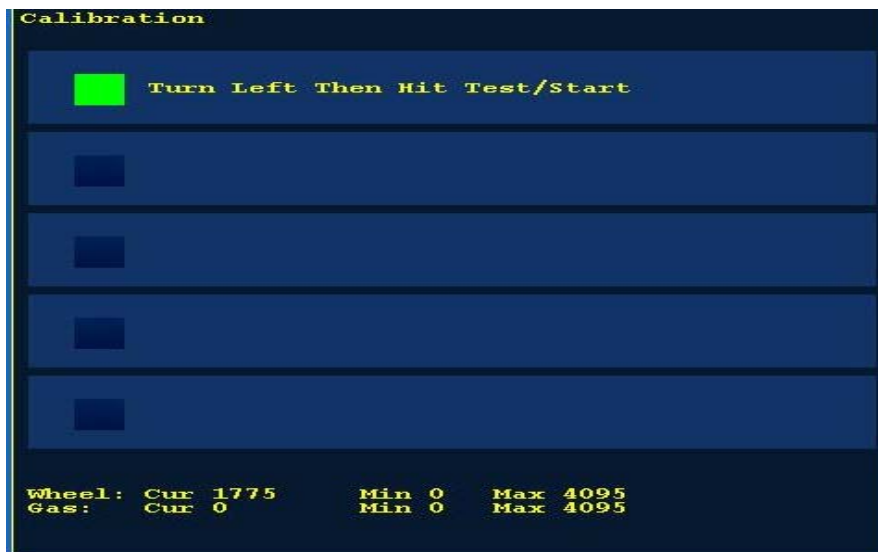 Calibration
Turn Left Then Hit Test/Start
Wheel: Cur 1775 Min 0 Max 4095
Gas: Cur 0 Min 0 Max 4095